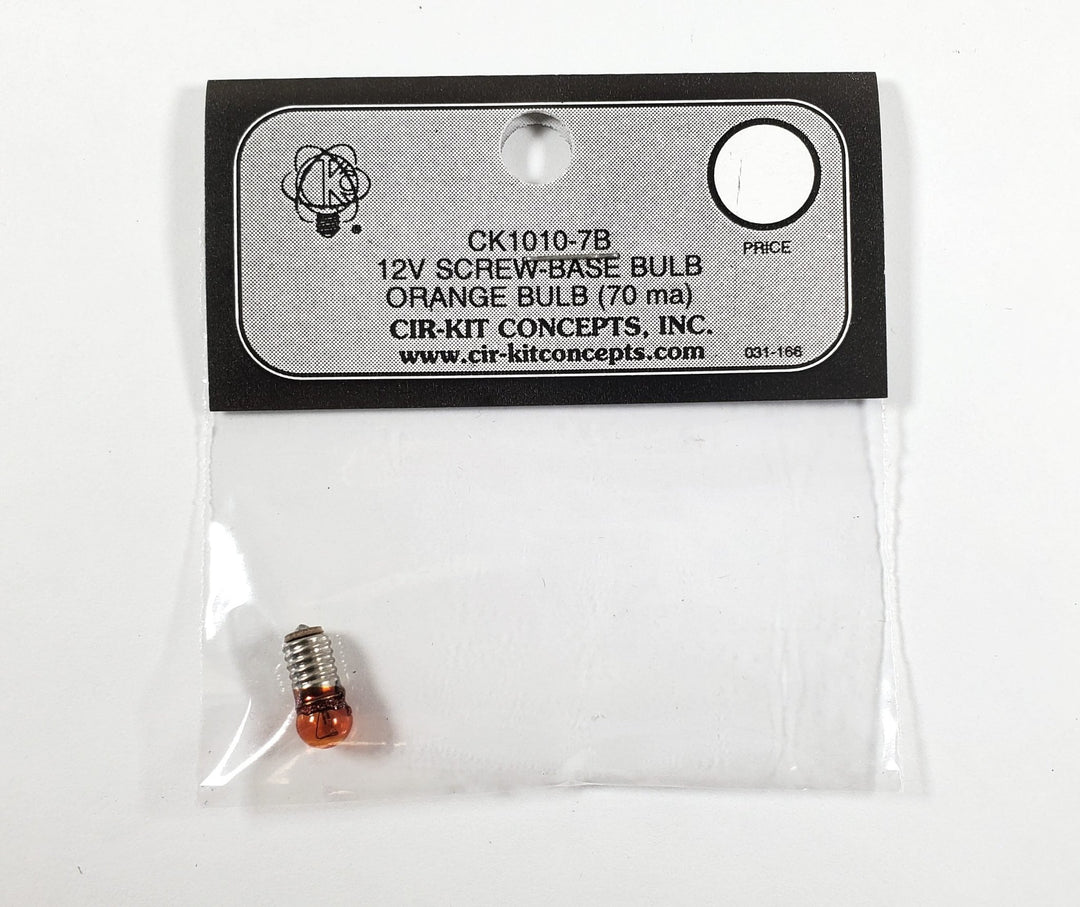 CK
PRICE
CK1010-7B
12V SCREW-BASE BULB
ORANGE BULB (70 ma)
CIR-KIT CONCEPTS, INC.
www.cir-kitconcepts.com
031-166